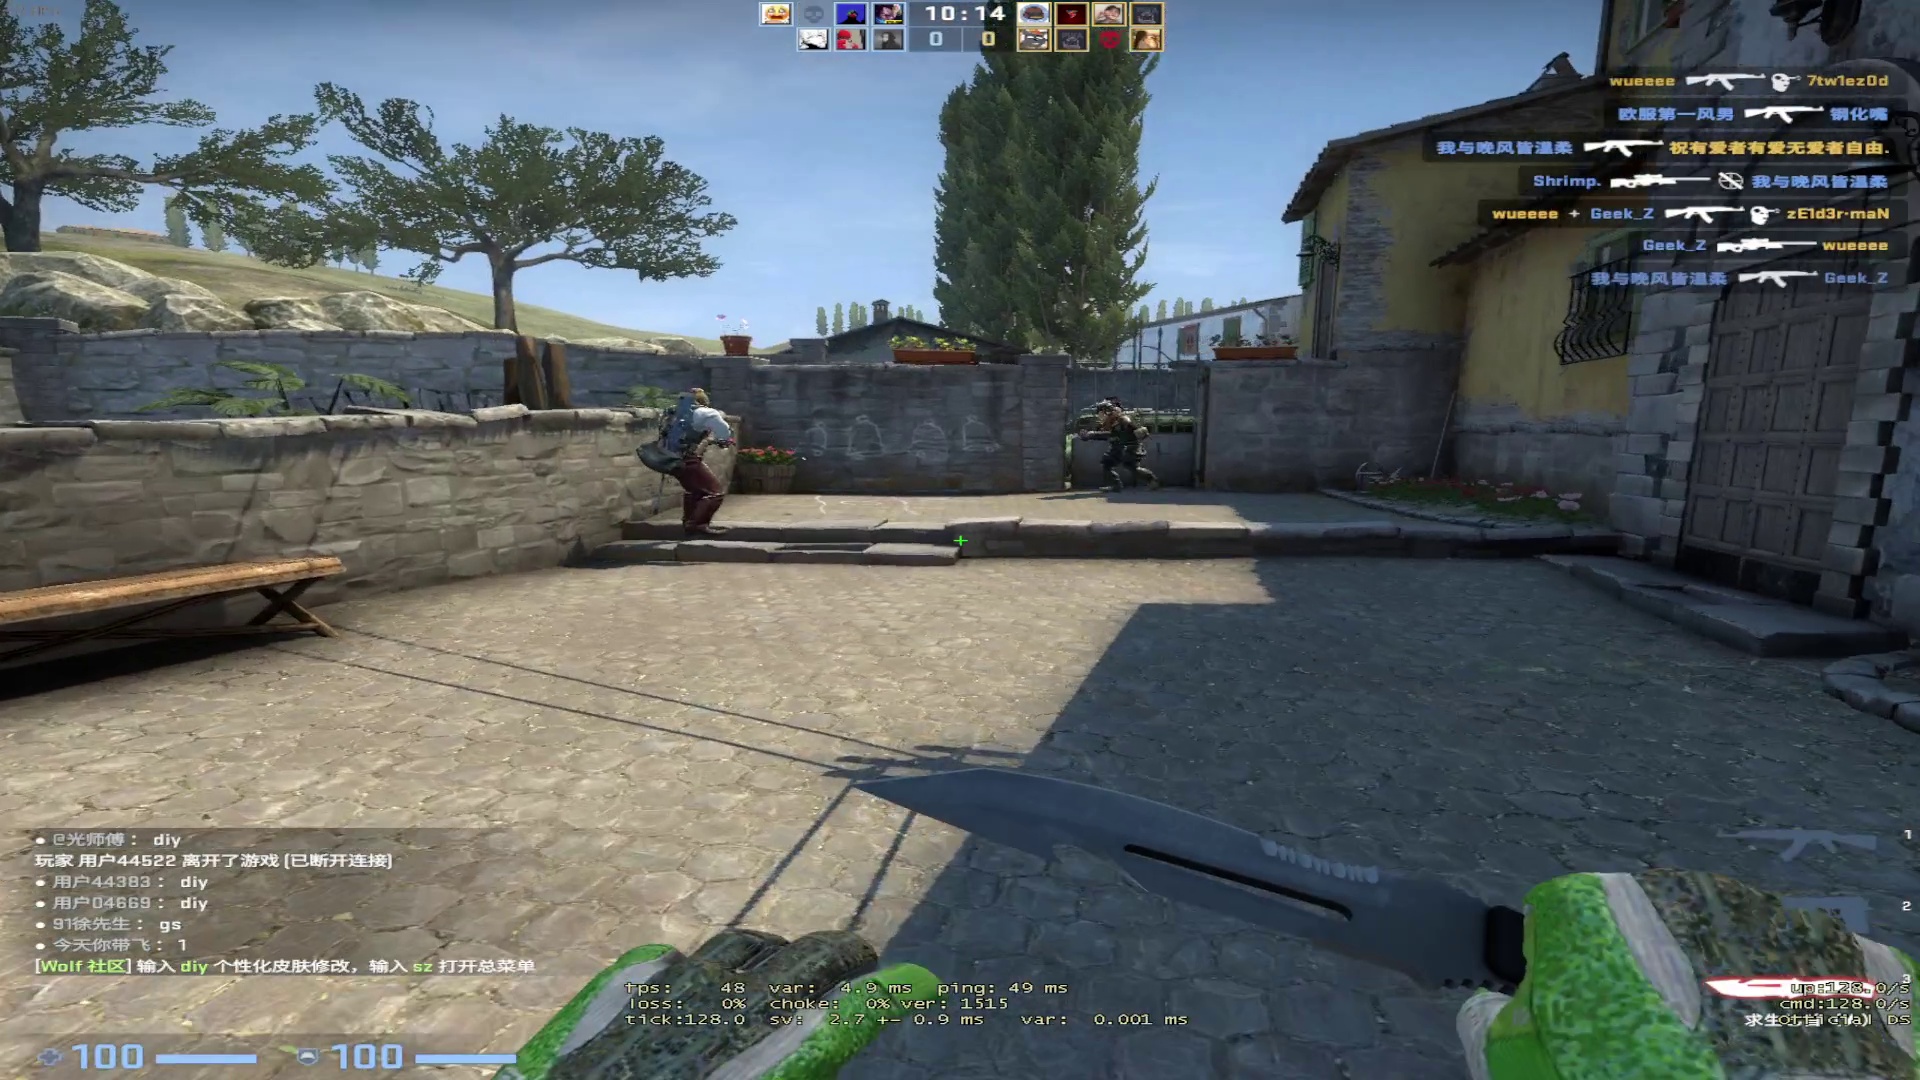 10:14
0 0
wueeee 7tw1ez0d
欧服第一风男 钢化嘴
我与晚风皆温柔 祝有爱者有爱无爱者自由.
Shrimp. 我与晚风皆温柔
wueeee + Geek_Z zE1d3r·maN
Geek_Z wueeee
我与晚风皆温柔 Geek_Z
@光师傅： diy
玩家 用户44522 离开了游戏 [已断开连接]
用户44383： diy
用户04669： diy
91徐先生： gs
今天你带飞： 1
[Wolf 社区] 输入 diy 个性化皮肤修改，输入 sz 打开总菜单
1
2
3
fps: 48 var: 4.9 ms ping: 49 ms
loss: 0% choke: 0% ver: 1515
tick:128.0 sv: 2.7 +- 0.9 ms var: 0.001 ms
up:128.0/s
cmd:128.0/s
Official DS
100 100